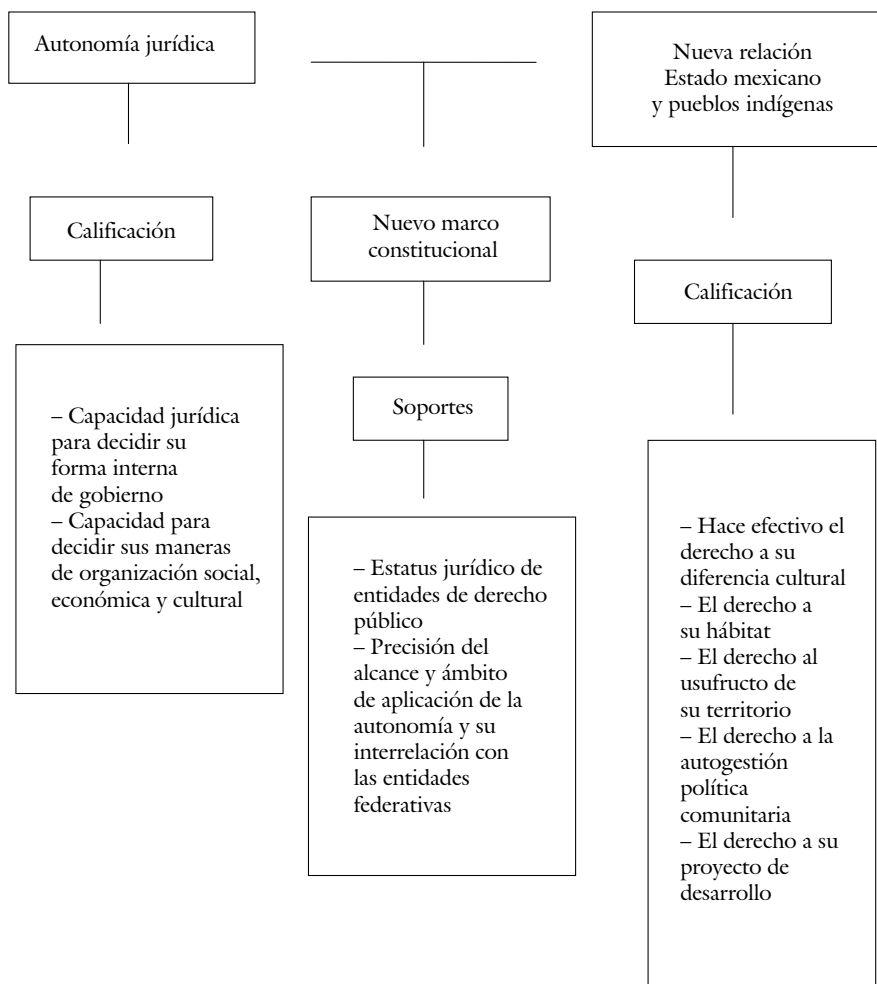 Autonomía jurídica
Nueva relación
Estado mexicano
y pueblos indígenas
Calificación
Nuevo marco
constitucional
Calificación
– Capacidad jurídica
para decidir su
forma interna
de gobierno
– Capacidad para
decidir sus maneras
de organización social,
económica y cultural
Soportes
– Estatus jurídico de
entidades de derecho
público
– Precisión del
alcance y ámbito
de aplicación de la
autonomía y su
interrelación con
las entidades
federativas
– Hace efectivo el
derecho a su
diferencia cultural
– El derecho a
su hábitat
– El derecho al
usufructo de
su territorio
– El derecho a la
autogestión
política
comunitaria
– El derecho a su
proyecto de
desarrollo